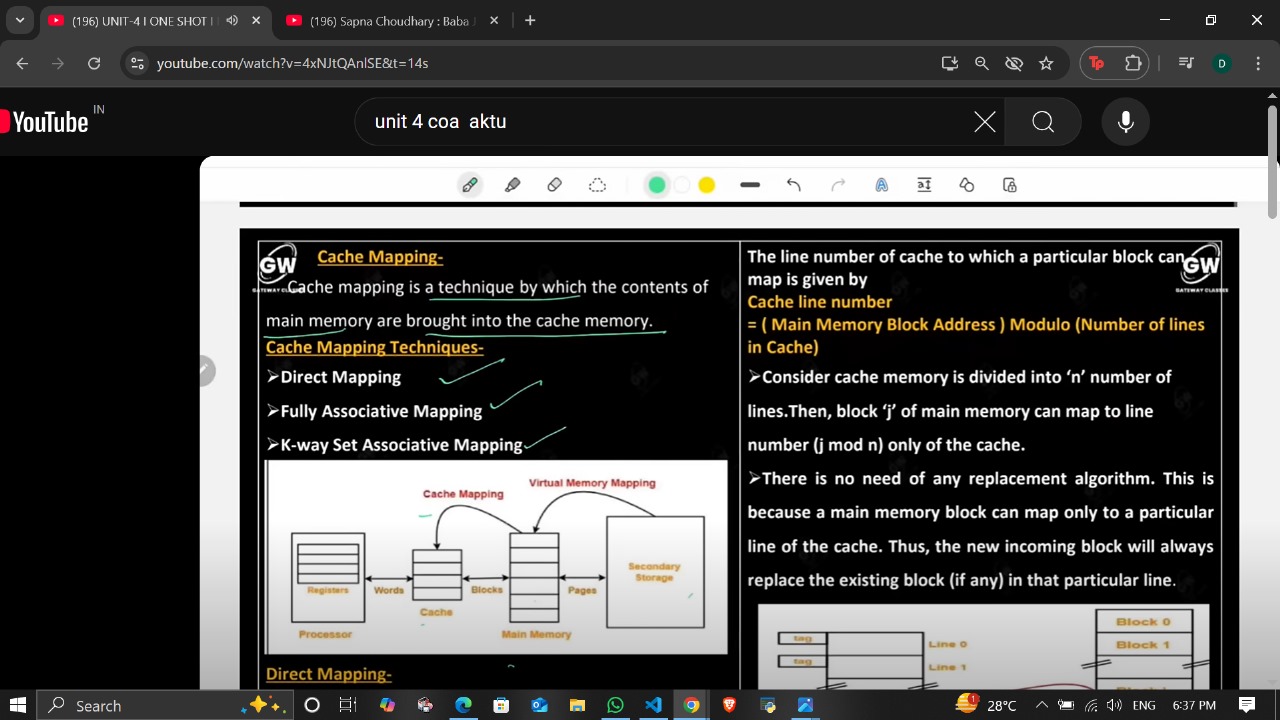 (196) UNIT-4 I ONE SHOT I
(196) Sapna Choudhary : Baba
youtube.com/watch?v=4xNJtQAnlSE&t=14s
Tp
D
YouTube IN
unit 4 coa  aktu
GW
GATEWAY CLASSES
Cache Mapping-
Cache mapping is a technique by which the contents of
main memory are brought into the cache memory.
Cache Mapping Techniques-
➢Direct Mapping
➢Fully Associative Mapping
➢K-way Set Associative Mapping
Cache Mapping
Virtual Memory Mapping
Registers
Words
Cache
Blocks
Pages
Secondary
Storage
Processor
Main Memory
Direct Mapping-
The line number of cache to which a particular block can
map is given by
Cache line number
= ( Main Memory Block Address ) Modulo (Number of lines
in Cache)
➢Consider cache memory is divided into ‘n’ number of
lines.Then, block ‘j’ of main memory can map to line
number (j mod n) only of the cache.
➢There is no need of any replacement algorithm. This is
because a main memory block can map only to a particular
line of the cache. Thus, the new incoming block will always
replace the existing block (if any) in that particular line.
GW
GATEWAY CLASSES
tag
Line 0
tag
Line 1
Block 0
Block 1
Search
1
28°C
ENG
6:37 PM